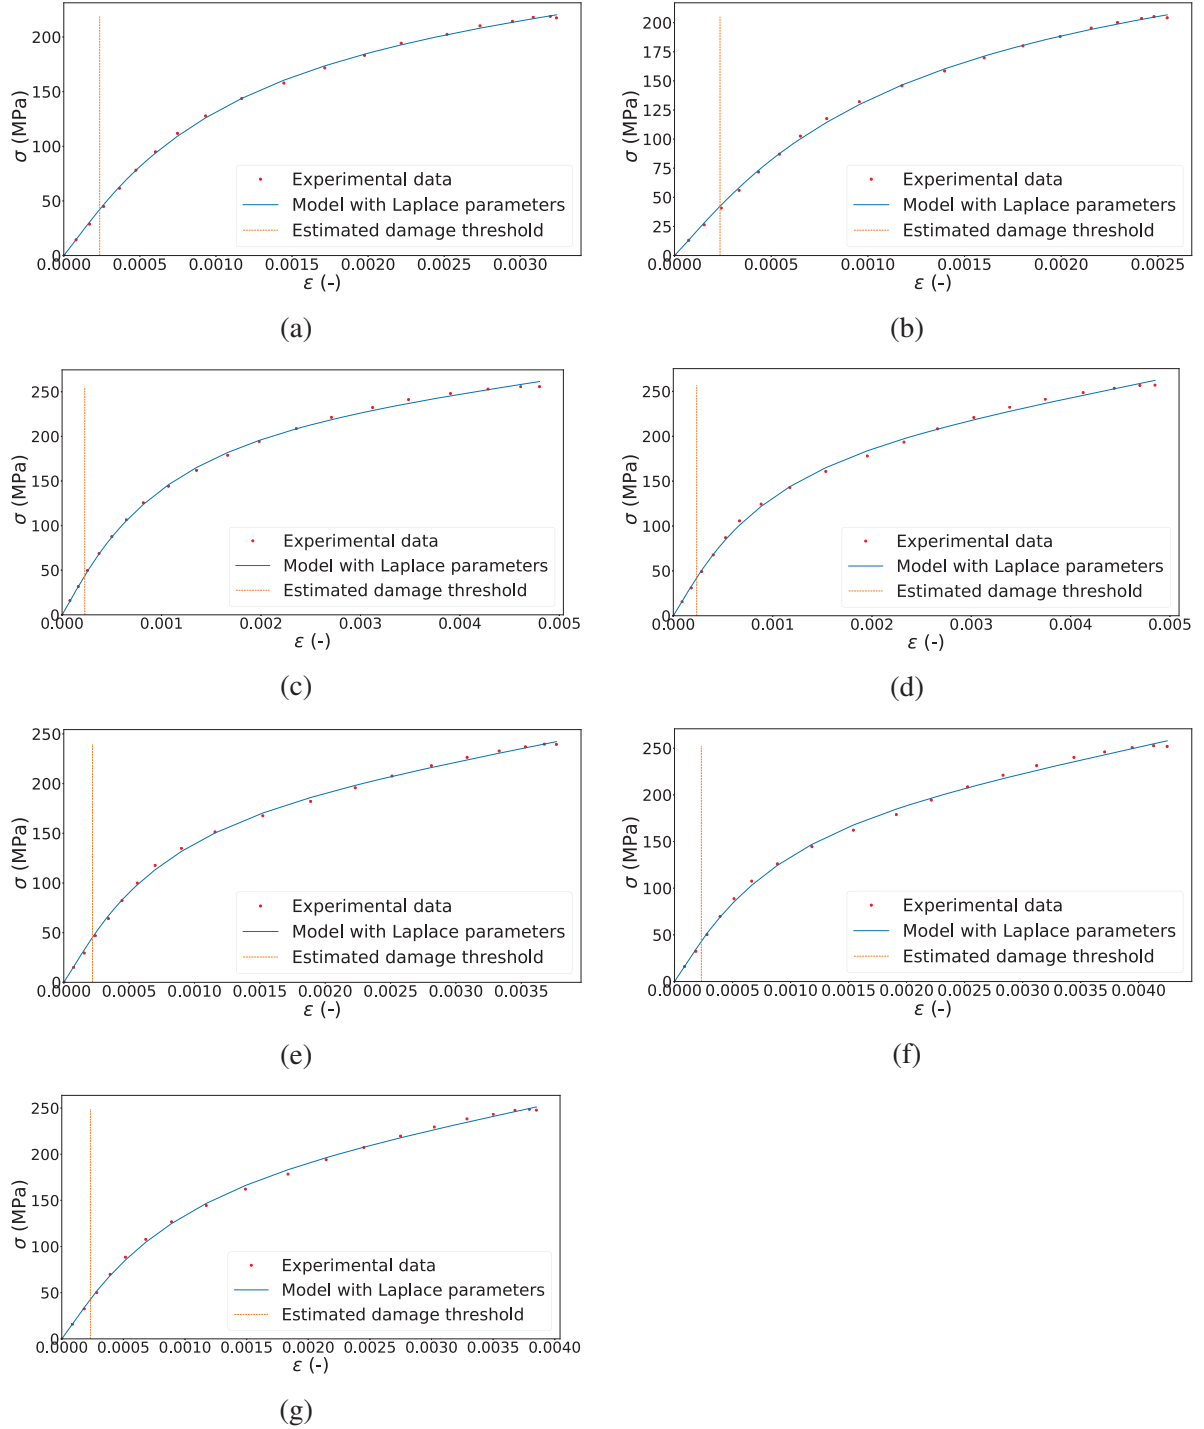 200
150
100
50
0
σ (MPa)
Experimental data
Model with Laplace parameters
Estimated damage threshold
0.0000 0.0005 0.0010 0.0015 0.0020 0.0025 0.0030
ε (-)
(a)
200
175
150
125
100
75
50
25
0
σ (MPa)
Experimental data
Model with Laplace parameters
Estimated damage threshold
0.0000 0.0005 0.0010 0.0015 0.0020 0.0025
ε (-)
(b)
250
200
150
100
50
0
σ (MPa)
Experimental data
Model with Laplace parameters
Estimated damage threshold
0.000 0.001 0.002 0.003 0.004 0.005
ε (-)
(c)
250
200
150
100
50
0
σ (MPa)
Experimental data
Model with Laplace parameters
Estimated damage threshold
0.000 0.001 0.002 0.003 0.004 0.005
ε (-)
(d)
250
200
150
100
50
0
σ (MPa)
Experimental data
Model with Laplace parameters
Estimated damage threshold
0.0000 0.0005 0.0010 0.0015 0.0020 0.0025 0.0030 0.0035
ε (-)
(e)
250
200
150
100
50
0
σ (MPa)
Experimental data
Model with Laplace parameters
Estimated damage threshold
0.0000 0.0005 0.0010 0.0015 0.0020 0.0025 0.0030 0.0035 0.0040
ε (-)
(f)
250
200
150
100
50
0
σ (MPa)
Experimental data
Model with Laplace parameters
Estimated damage threshold
0.0000 0.0005 0.0010 0.0015 0.0020 0.0025 0.0030 0.0035 0.0040
ε (-)
(g)